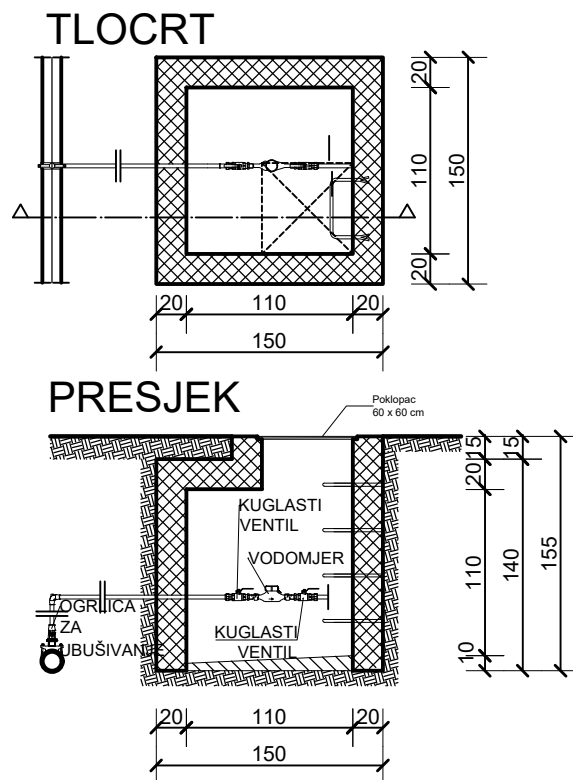 TLOCRT
20
110
20
150
20
110
20
150
PRESJEK
Poklopac
60 x 60 cm
KUGLASTI
VENTIL
VODOMJER
OGRLICA
ZA
UBUŠIVANJE
KUGLASTI
VENTIL
15
20
110
10
15
140
155
20
110
20
150